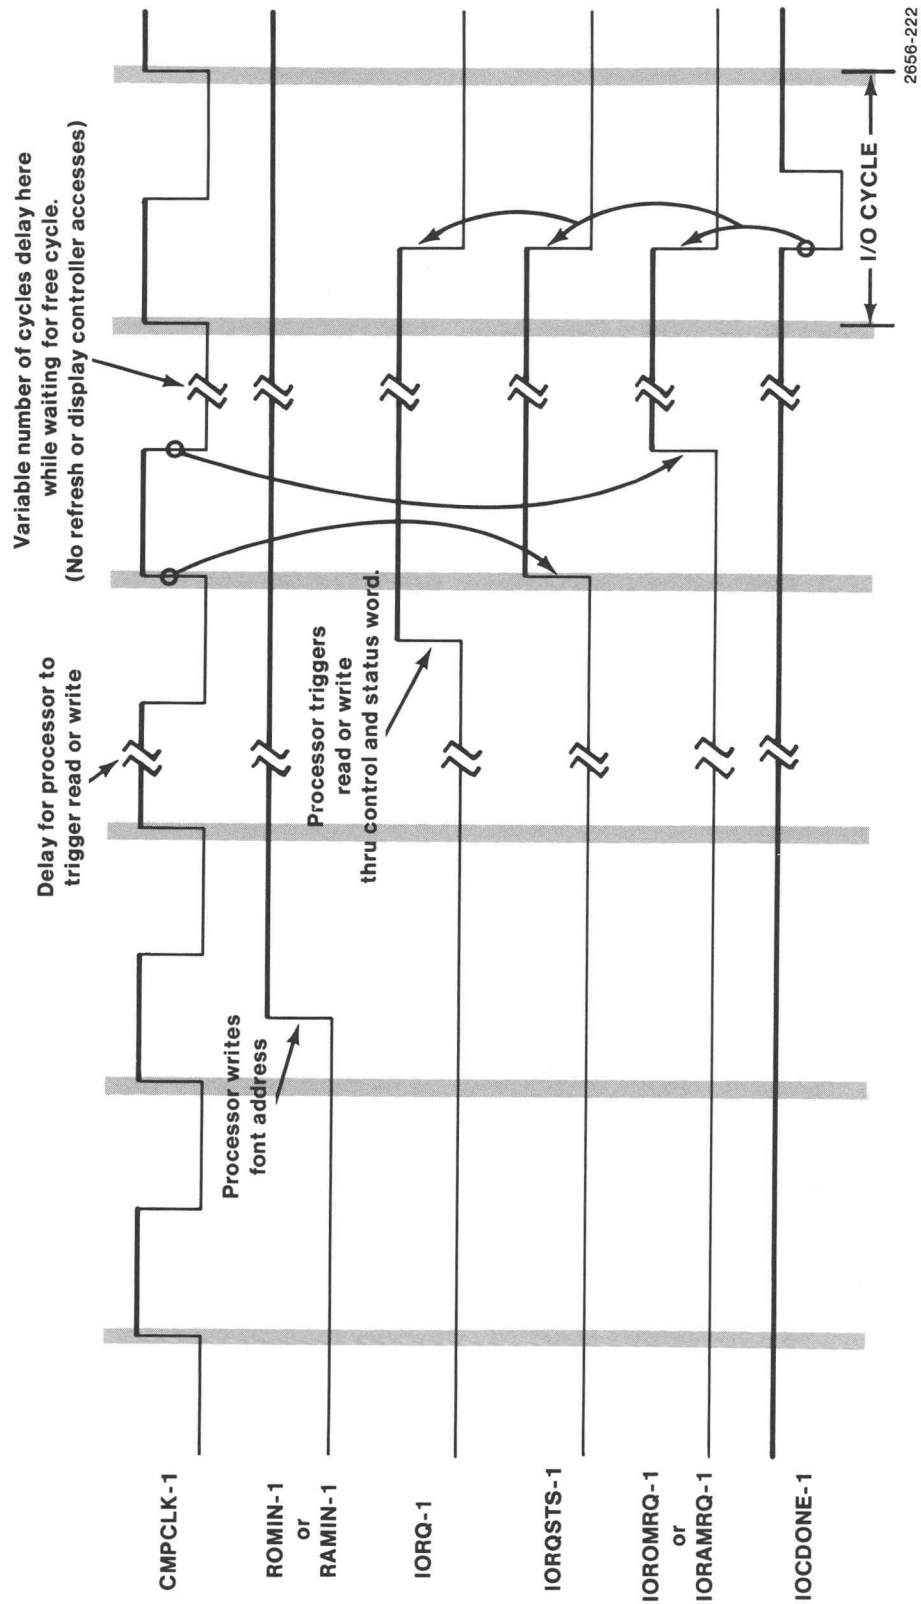 Variable number of cycles delay here
while waiting for free cycle.
(No refresh or display controller accesses)
Delay for processor to
trigger read or write
CMPCLK-1
Processor writes
font address
ROMIN-1
or
RAMIN-1
Processor triggers
read or write
thru control and status word.
IORQ-1
IORQSTS-1
IOROMRQ-1
or
IORAMRQ-1
IOCDONE-1
I/O CYCLE
2656-222